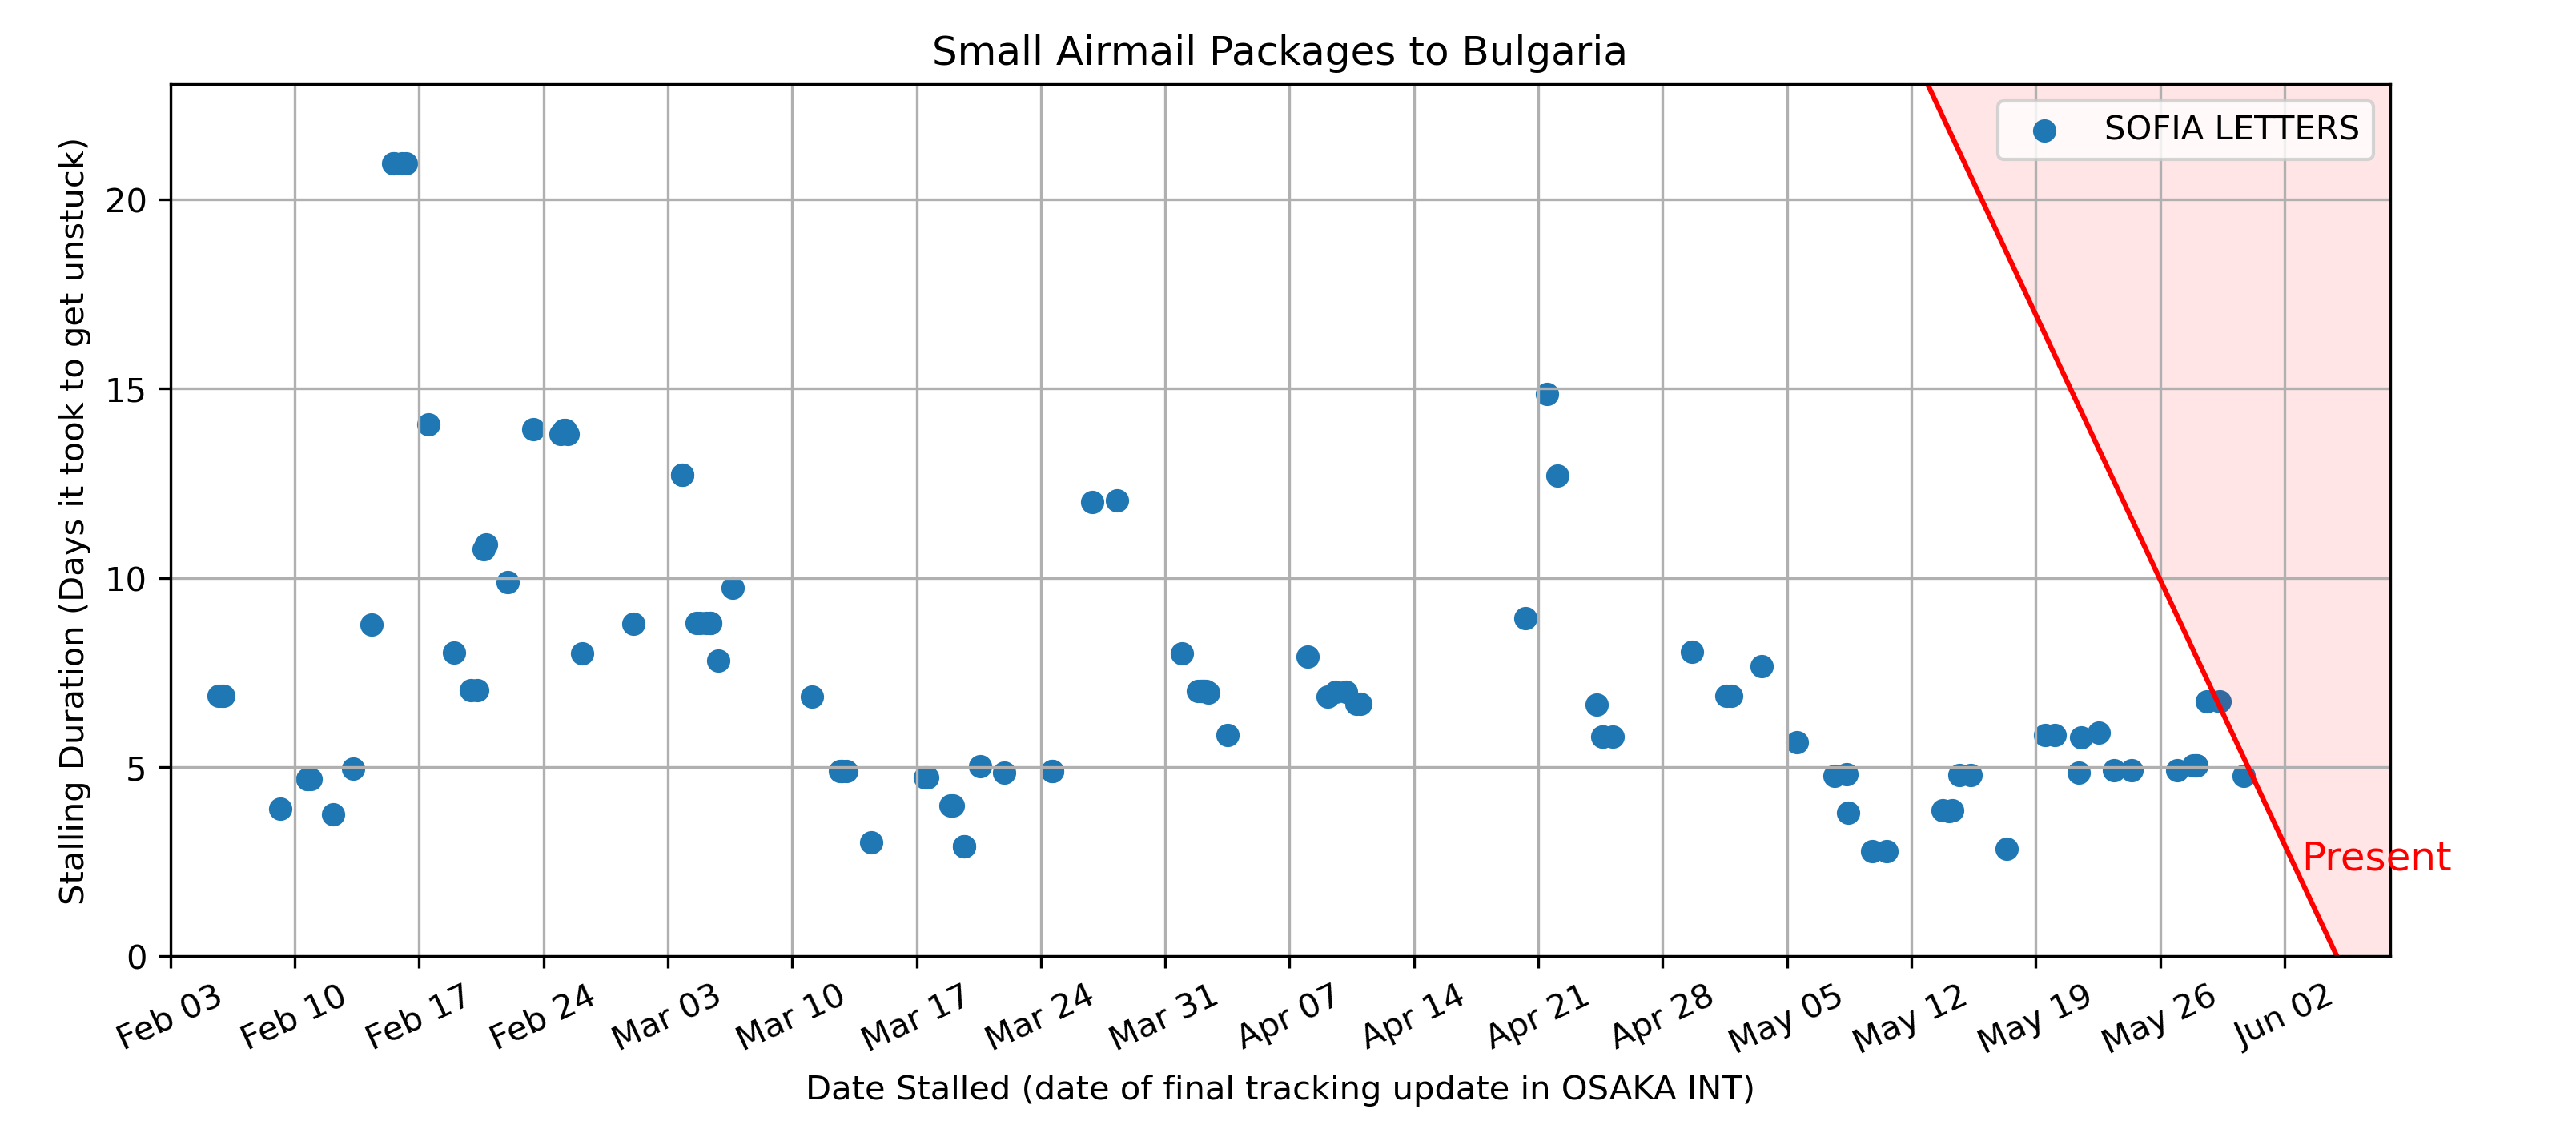 Small Airmail Packages to Bulgaria
SOFIA LETTERS
Stalling Duration (Days it took to get unstuck)
20
15
10
5
0
Present
Feb 03
Feb 10
Feb 17
Feb 24
Mar 03
Mar 10
Mar 17
Mar 24
Mar 31
Apr 07
Apr 14
Apr 21
Apr 28
May 05
May 12
May 19
May 26
Jun 02
Date Stalled (date of final tracking update in OSAKA INT)